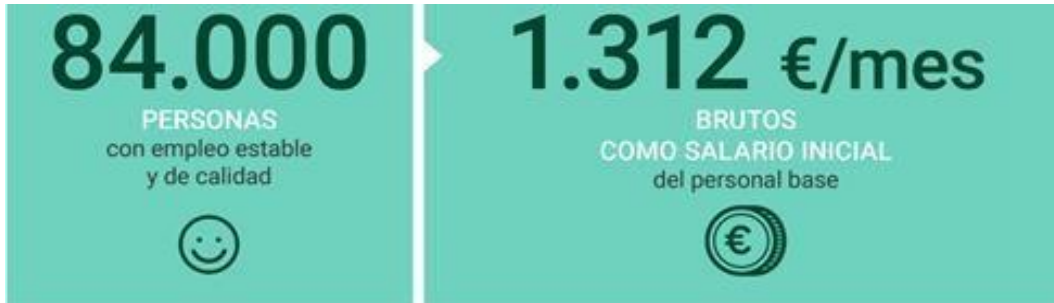 84.000
PERSONAS
con empleo estable
y de calidad
1.312 €/mes
BRUTOS
COMO SALARIO INICIAL
del personal base
€